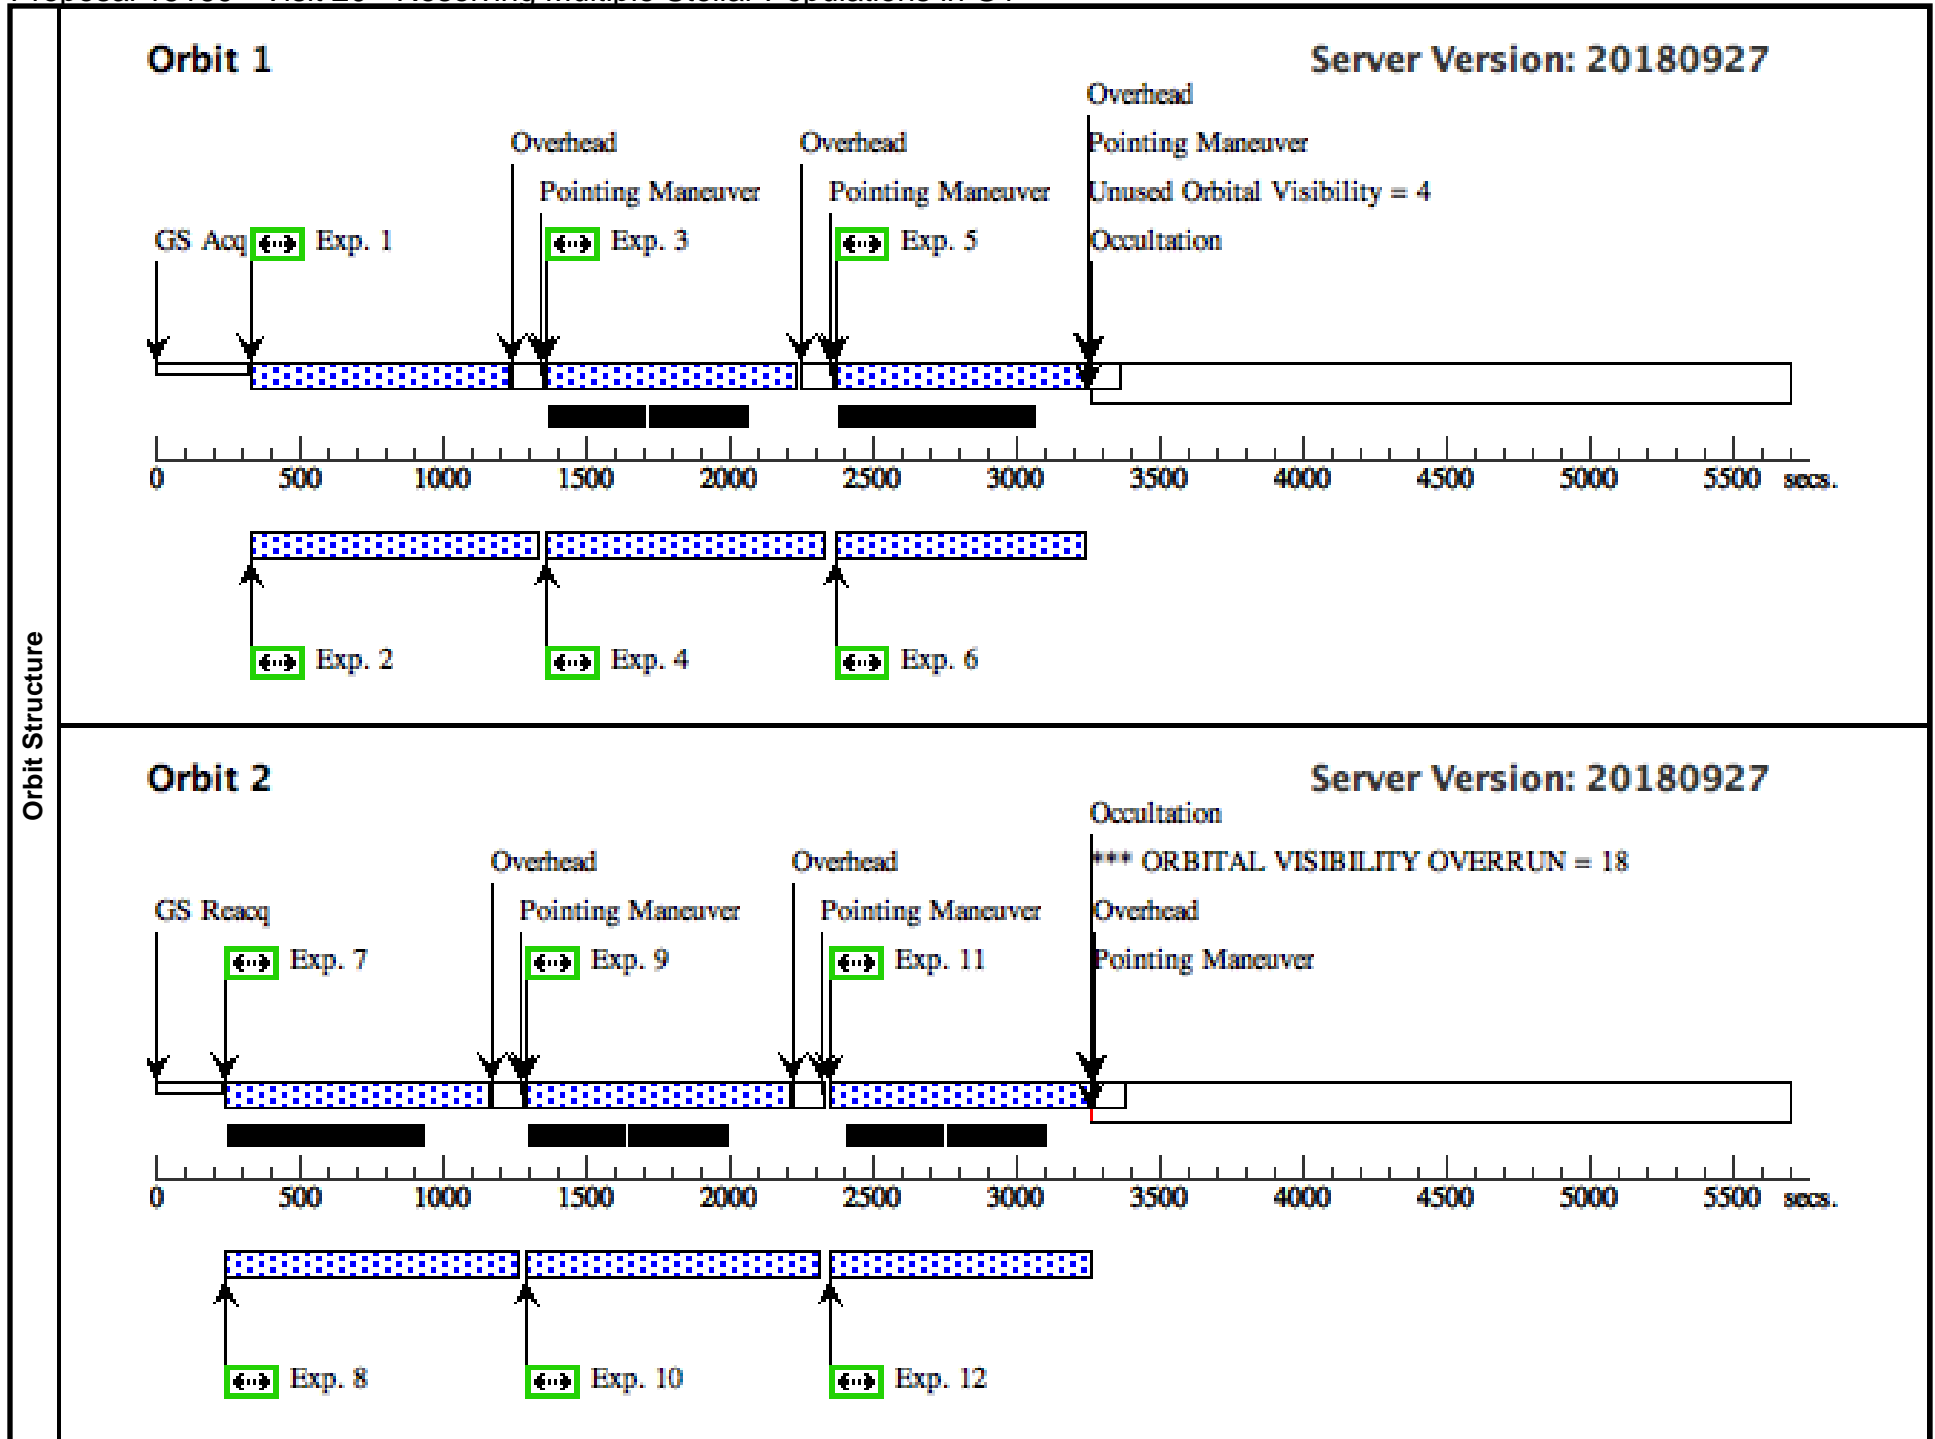 Orbit Structure
Orbit 1
Server Version: 20180927
Overhead
Overhead
Overhead
Pointing Maneuver
Pointing Maneuver
Pointing Maneuver
Unused Orbital Visibility = 4
GS Acq
Exp. 1
Exp. 3
Exp. 5
Occultation
0 500 1000 1500 2000 2500 3000 3500 4000 4500 5000 5500 secs.
Exp. 2
Exp. 4
Exp. 6
Orbit 2
Server Version: 20180927
Occultation
Overhead
Overhead
*** ORBITAL VISIBILITY OVERRUN = 18
GS Reacq
Pointing Maneuver
Pointing Maneuver
Overhead
Exp. 7
Exp. 9
Exp. 11
Pointing Maneuver
0 500 1000 1500 2000 2500 3000 3500 4000 4500 5000 5500 secs.
Exp. 8
Exp. 10
Exp. 12